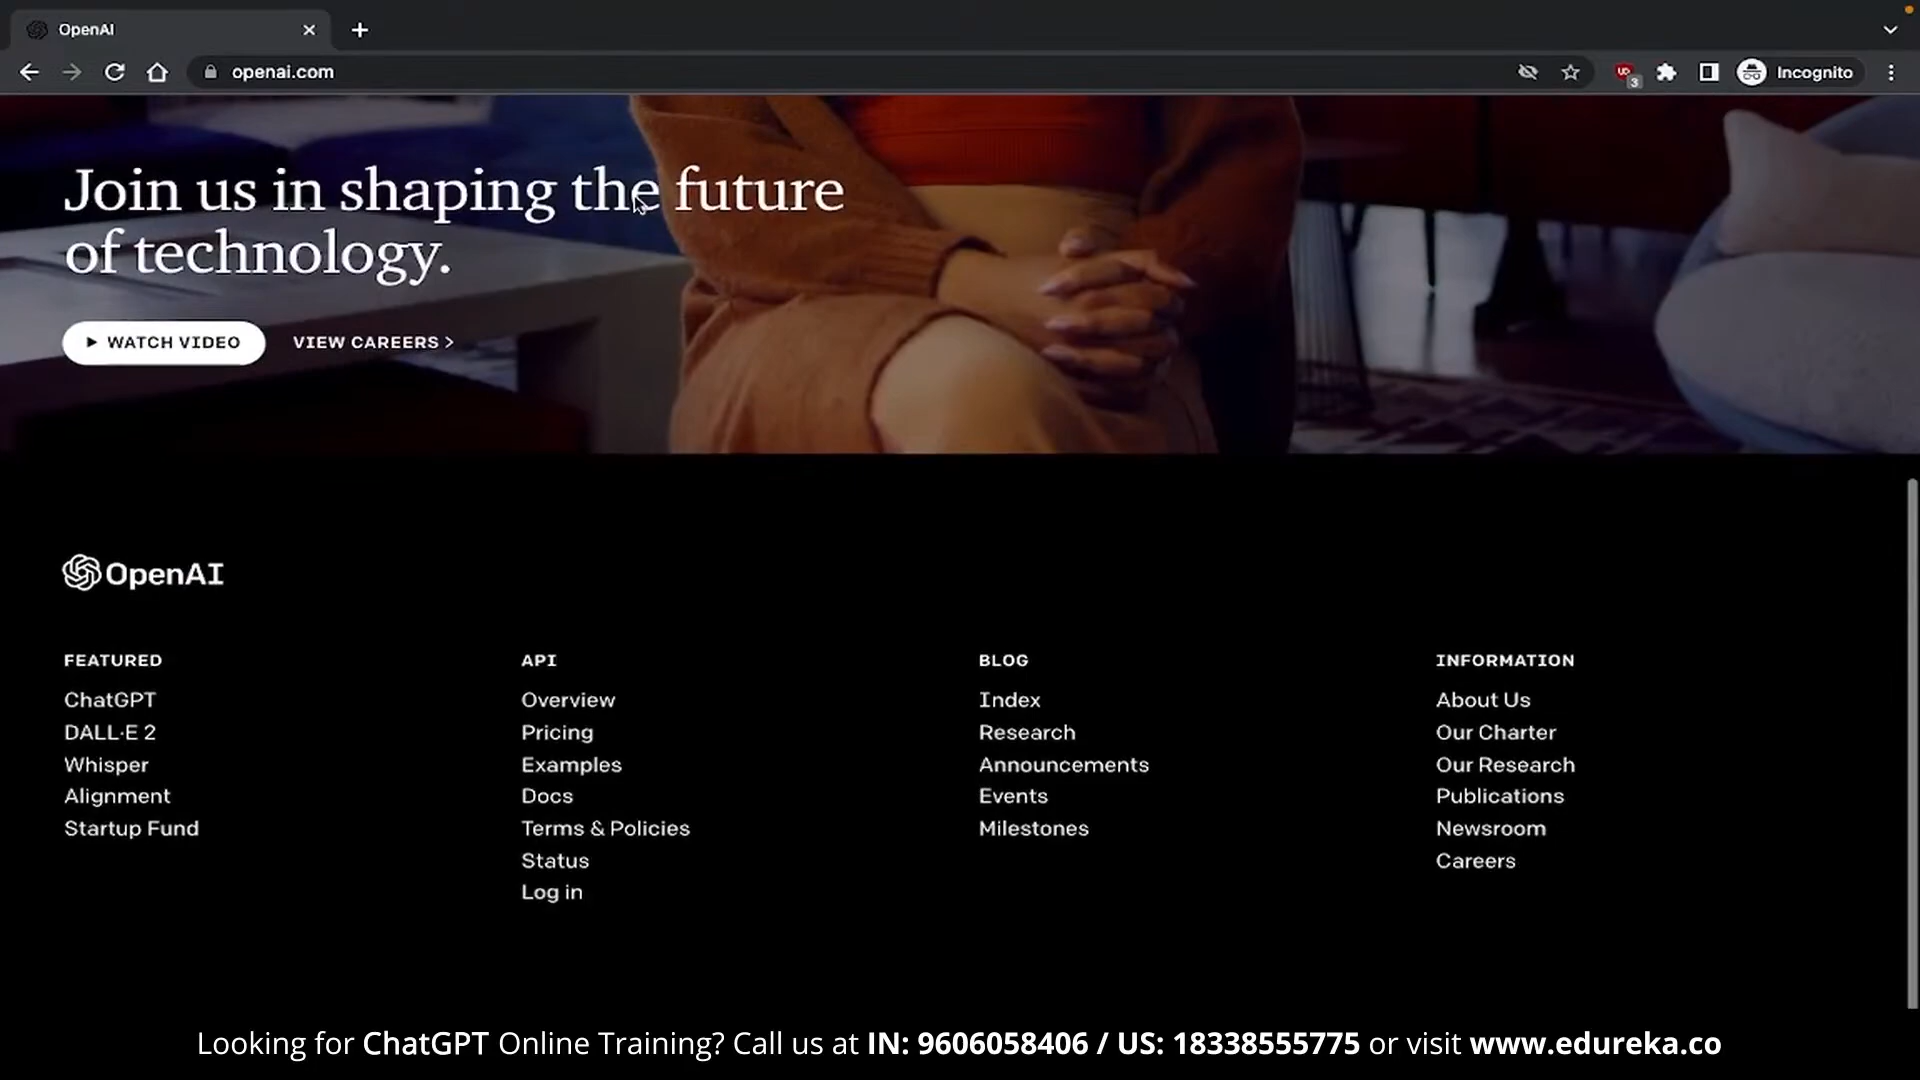 OpenAI
openai.com
3
Incognito
Join us in shaping the future
of technology.
WATCH VIDEO
VIEW CAREERS >
OpenAI
FEATURED
ChatGPT
DALL·E 2
Whisper
Alignment
Startup Fund
API
Overview
Pricing
Examples
Docs
Terms & Policies
Status
Log in
BLOG
Index
Research
Announcements
Events
Milestones
INFORMATION
About Us
Our Charter
Our Research
Publications
Newsroom
Careers
Looking for ChatGPT Online Training? Call us at IN: 9606058406 / US: 18338555775 or visit www.edureka.co